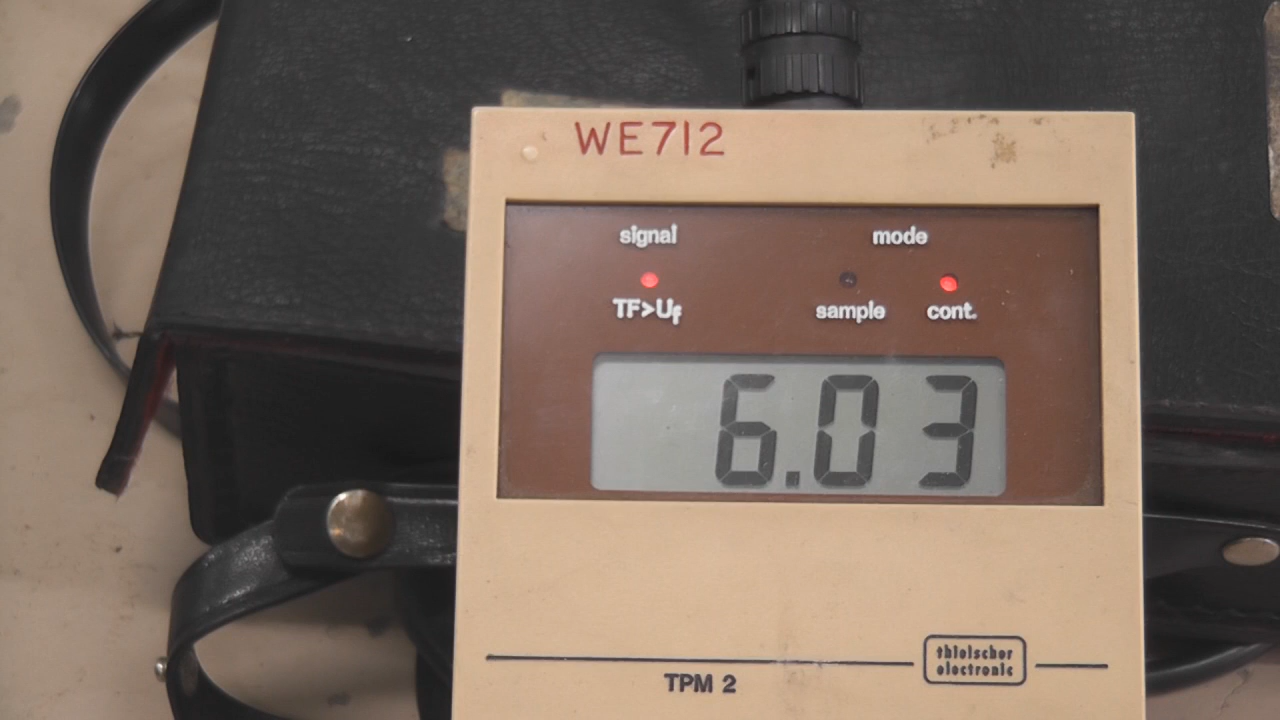 WE712
signal
mode
TF>Uf
sample
cont.
6.03
thielscher
electronic
TPM 2